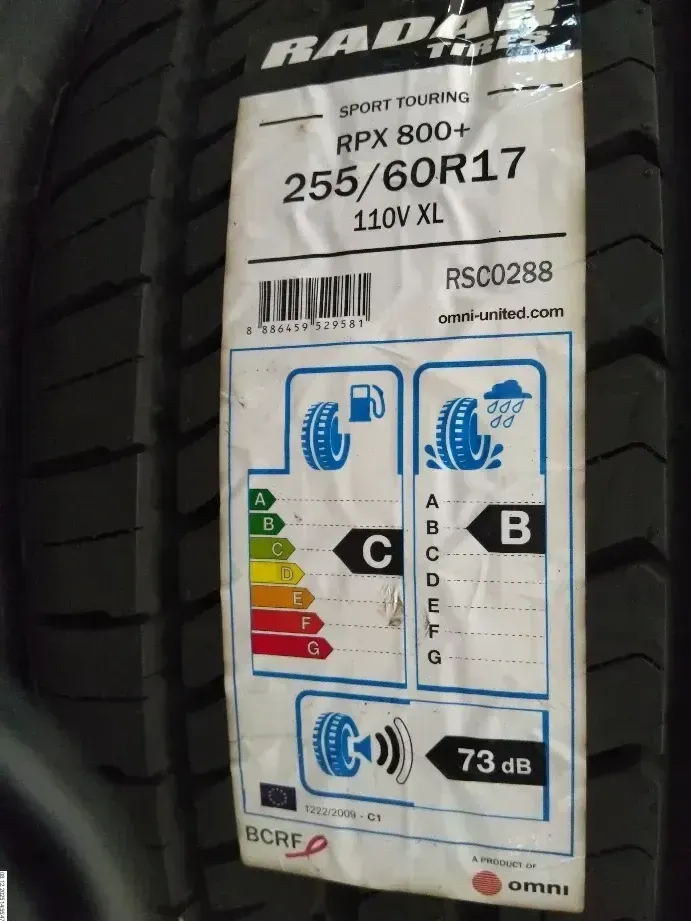 RADAR
TIRES
SPORT TOURING
RPX 800+
255/60R17
110V XL
RSC0288
8 886459 529581
omni-united.com
A
B
C
D
E
F
G
C
A
B
C
D
E
F
G
B
73 dB
1222/2009 - C1
BCRF
A PRODUCT OF
omni